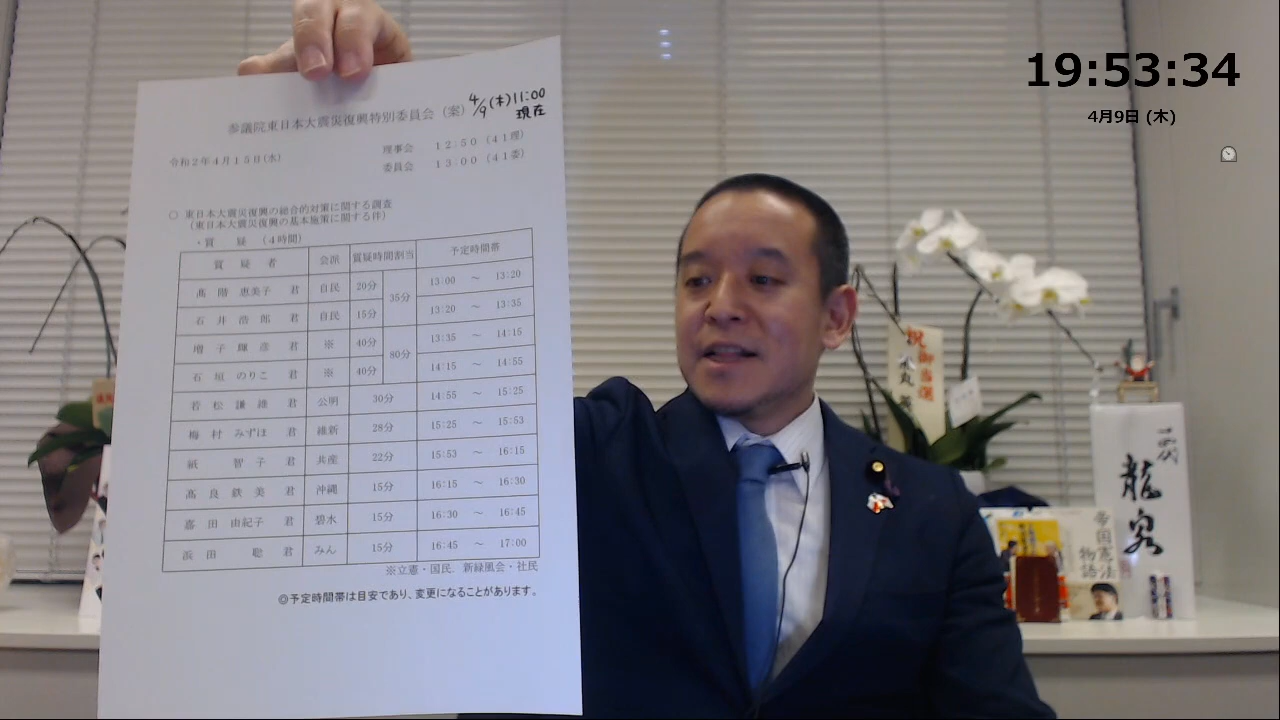 19:53:34
4月9日 (木)
4/9(木)11:00
現在
参議院東日本大震災復興特別委員会（案）
令和2年4月15日(水)
理事会　12:50（41理）
委員会　13:00（41委）
○ 東日本大震災復興の総合的対策に関する調査
（東日本大震災復興の基本施策に関する件）
・質　疑　（4時間）
質　疑　者　会派　質疑時間割当　予定時間帯
髙　階　恵美子　君　自民　20分　35分　13:00　～　13:20
石　井　浩　郎　君　自民　15分　13:20　～　13:35
増　子　輝　彦　君　※　40分　80分　13:35　～　14:15
石　垣　のりこ　君　※　40分　14:15　～　14:55
若　松　謙　維　君　公明　30分　14:55　～　15:25
梅　村　みずほ　君　維新　28分　15:25　～　15:53
紙　智　子　君　共産　22分　15:53　～　16:15
髙　良　鉄　美　君　沖縄　15分　16:15　～　16:30
嘉　田　由紀子　君　碧水　15分　16:30　～　16:45
浜　田　聡　君　みん　15分　16:45　～　17:00
※立憲・国民．新緑風会・社民
◎予定時間帯は目安であり、変更になることがあります。
祝御当選
龍
帝国憲法
物語